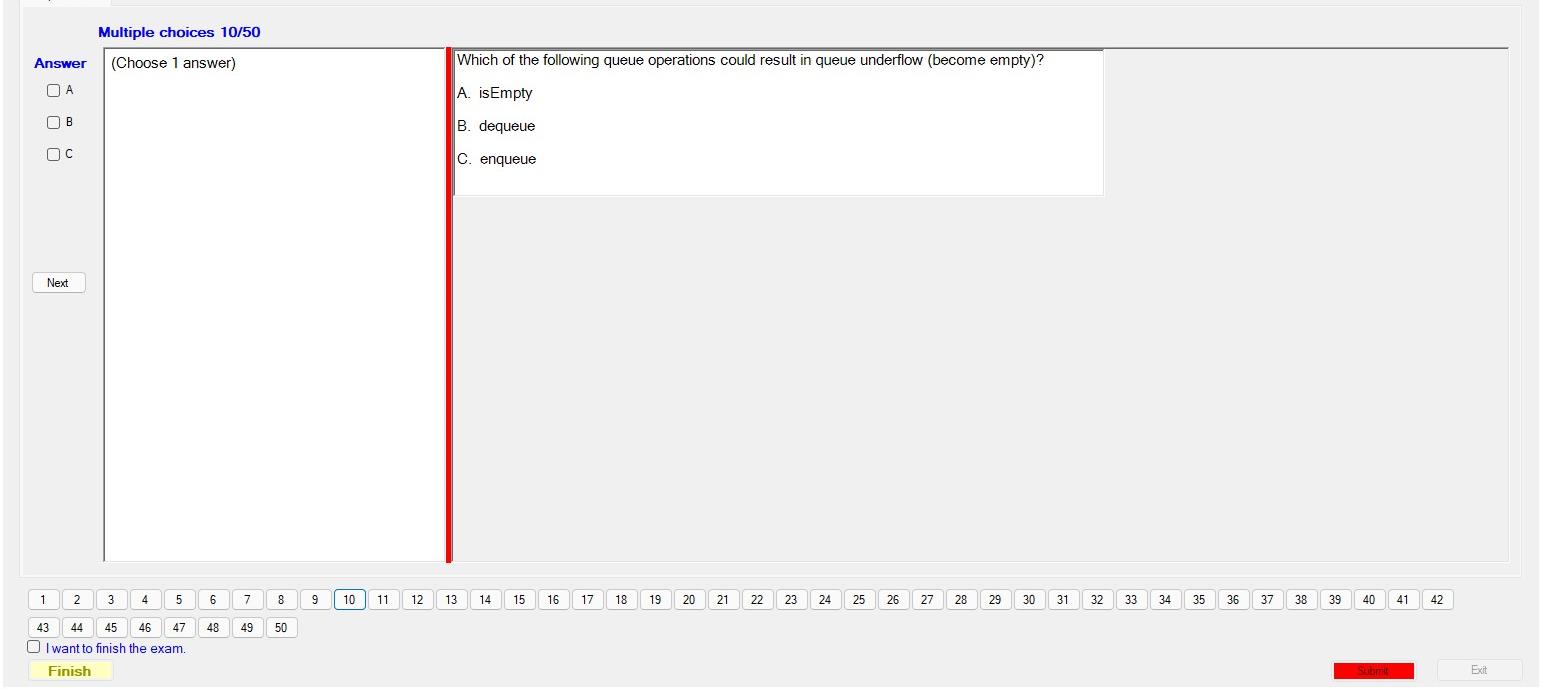 Multiple choices 10/50
Answer
(Choose 1 answer)
A
B
C
Next
Which of the following queue operations could result in queue underflow (become empty)?
A. isEmpty
B. dequeue
C. enqueue
1 2 3 4 5 6 7 8 9 10 11 12 13 14 15 16 17 18 19 20 21 22 23 24 25 26 27 28 29 30 31 32 33 34 35 36 37 38 39 40 41 42
43 44 45 46 47 48 49 50
I want to finish the exam.
Finish
Submit
Exit